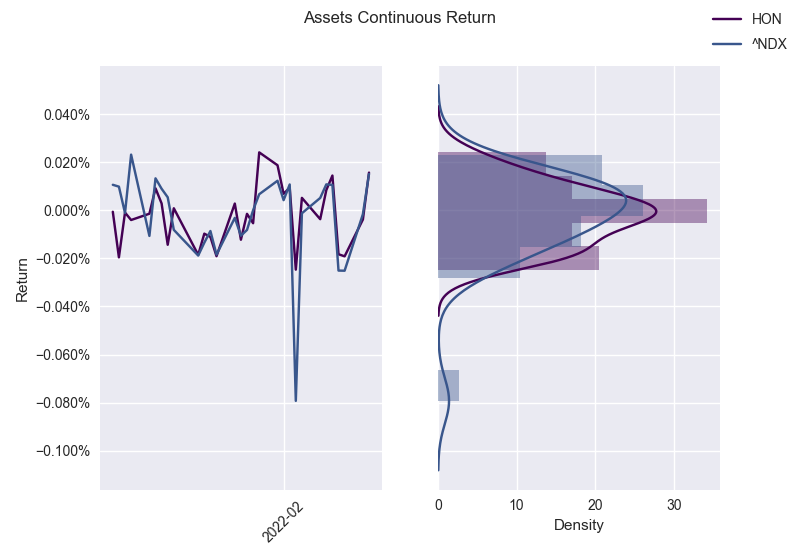 Assets Continuous Return
HON
^NDX
Return
0.040%
0.020%
0.000%
−0.020%
−0.040%
−0.060%
−0.080%
−0.100%
2022-02
0 10 20 30
Density